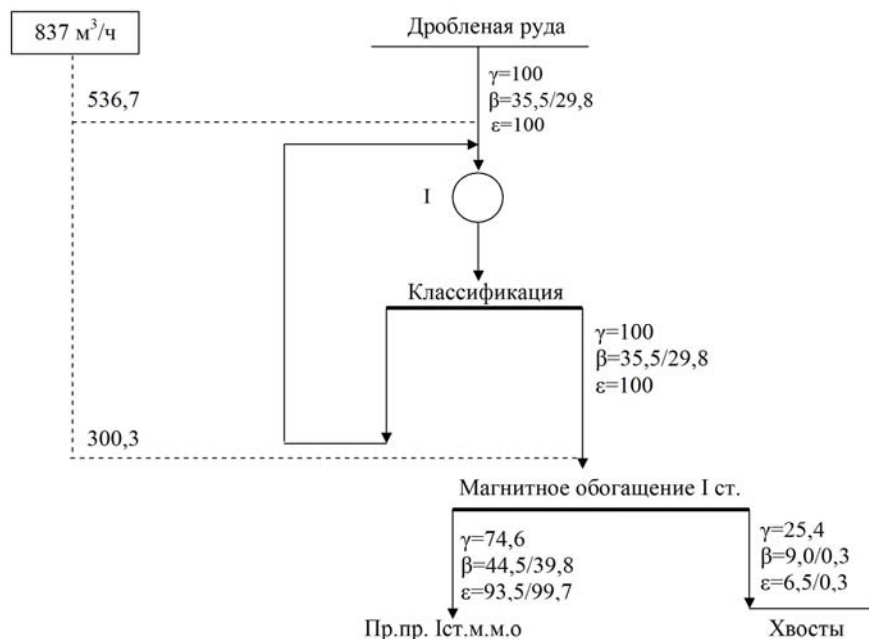 837 м³/ч
Дробленая руда
γ=100
β=35,5/29,8
ε=100
536,7
I
Классификация
γ=100
β=35,5/29,8
ε=100
300,3
Магнитное обогащение I ст.
γ=74,6
β=44,5/39,8
ε=93,5/99,7
γ=25,4
β=9,0/0,3
ε=6,5/0,3
Пр.пр. Iст.м.м.о
Хвосты